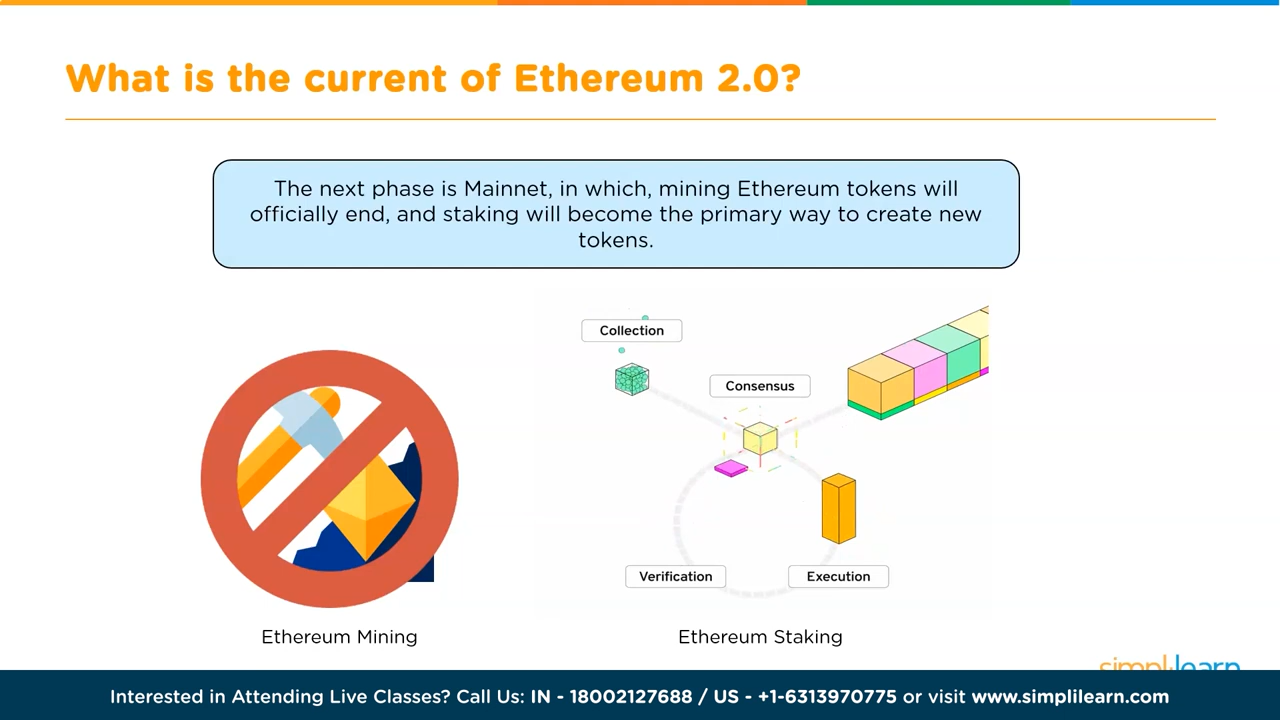 What is the current of Ethereum 2.0?
The next phase is Mainnet, in which, mining Ethereum tokens will
officially end, and staking will become the primary way to create new
tokens.
Collection
Consensus
Verification
Execution
Ethereum Mining
Ethereum Staking
simplilearn
Interested in Attending Live Classes? Call Us: IN - 18002127688 / US - +1-6313970775 or visit www.simplilearn.com